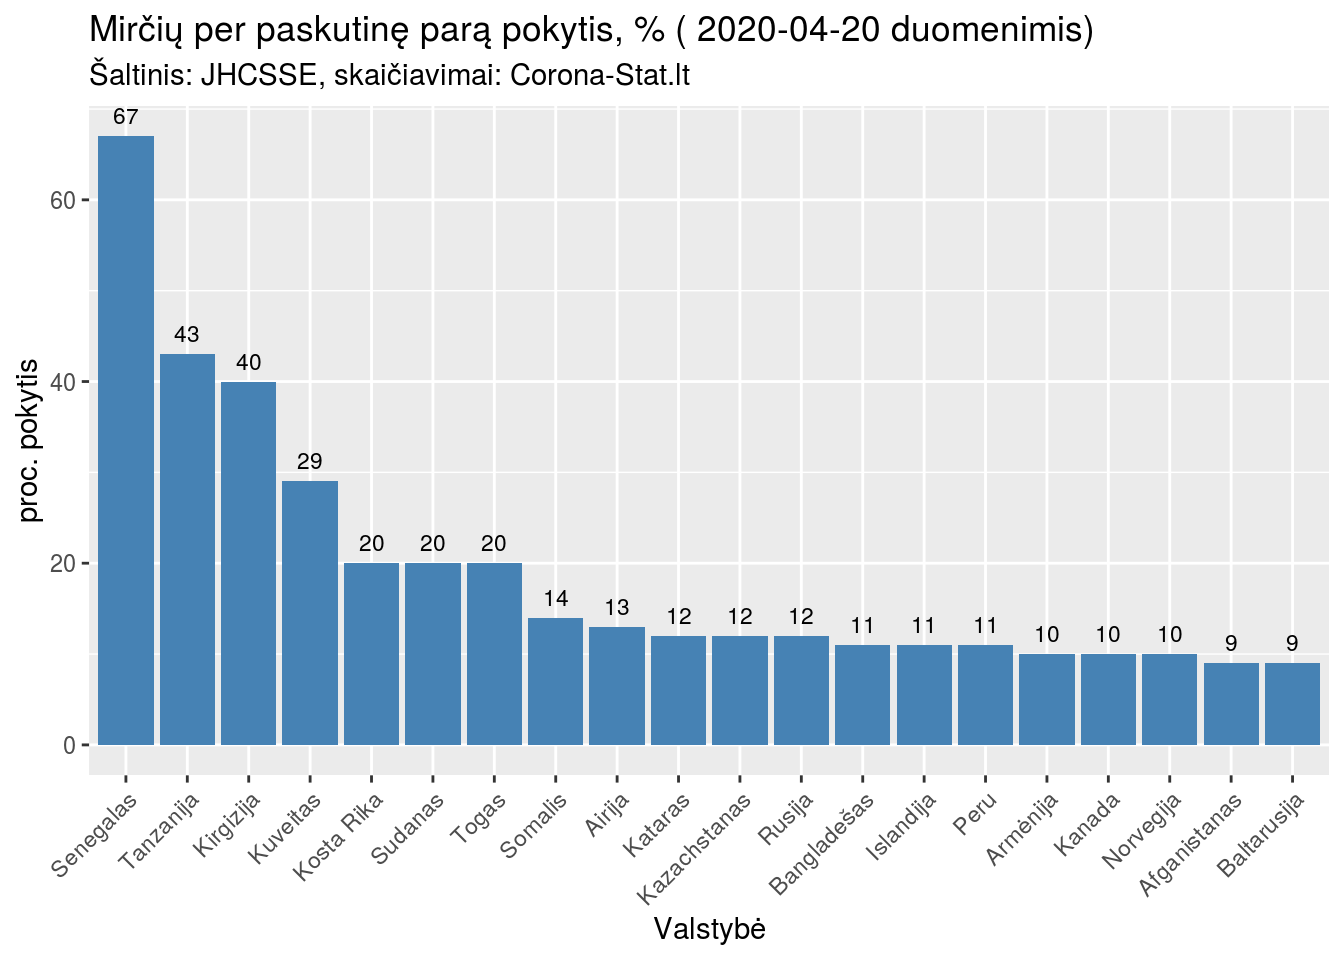 Mirčių per paskutinę parą pokytis, % ( 2020-04-20 duomenimis)
Šaltinis: JHCSSE, skaičiavimai: Corona-Stat.lt
proc. pokytis
60
40
20
0
67
43
40
29
20
20
20
14
13
12
12
12
11
11
11
10
10
10
9
9
Senegalas
Tanzanija
Kirgizija
Kuveitas
Kosta Rika
Sudanas
Togas
Somalis
Airija
Kataras
Kazachstanas
Rusija
Bangladešas
Islandija
Peru
Armėnija
Kanada
Norvegija
Afganistanas
Baltarusija
Valstybė